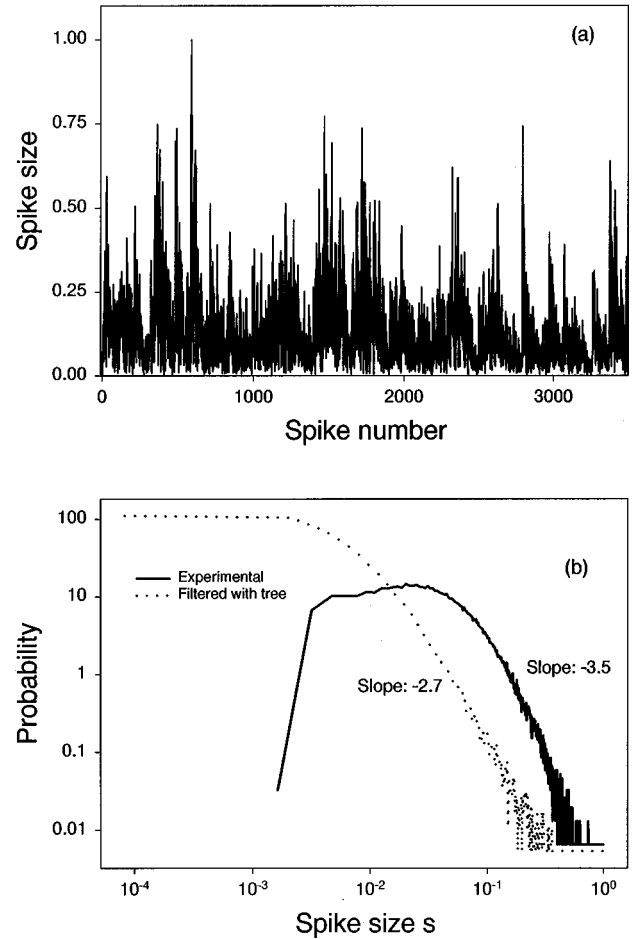 (a)
1.00
0.75
0.50
0.25
0.00
Spike size
0 1000 2000 3000
Spike number
(b)
100
10
1
0.1
0.01
Probability
Experimental
Filtered with tree
Slope: -2.7
Slope: -3.5
10-4 10-3 10-2 10-1 100
Spike size s